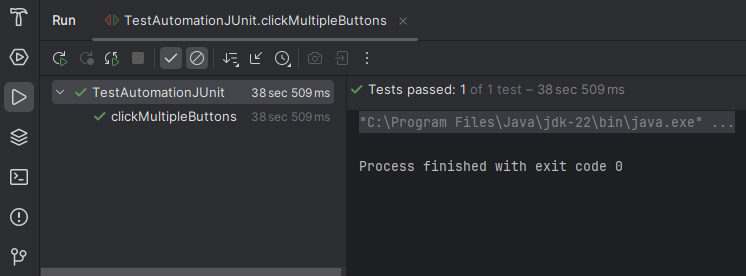 Run TestAutomationJUnit.clickMultipleButtons
TestAutomationJUnit 38 sec 509 ms
clickMultipleButtons 38 sec 509 ms
Tests passed: 1 of 1 test – 38 sec 509 ms
"C:\Program Files\Java\jdk-22\bin\java.exe" ...
Process finished with exit code 0